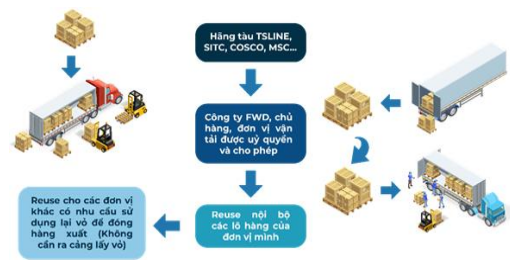 Hãng tàu TSLINE,
SITC, COSCO, MSC...
Công ty FWD, chủ
hàng, đơn vị vận
tải được uỷ quyền
và cho phép
Reuse nội bộ
các lô hàng của
đơn vị mình
Reuse cho các đơn vị
khác có nhu cầu sử
dụng lại vỏ để đóng
hàng xuất (Không
cần ra cảng lấy vỏ)